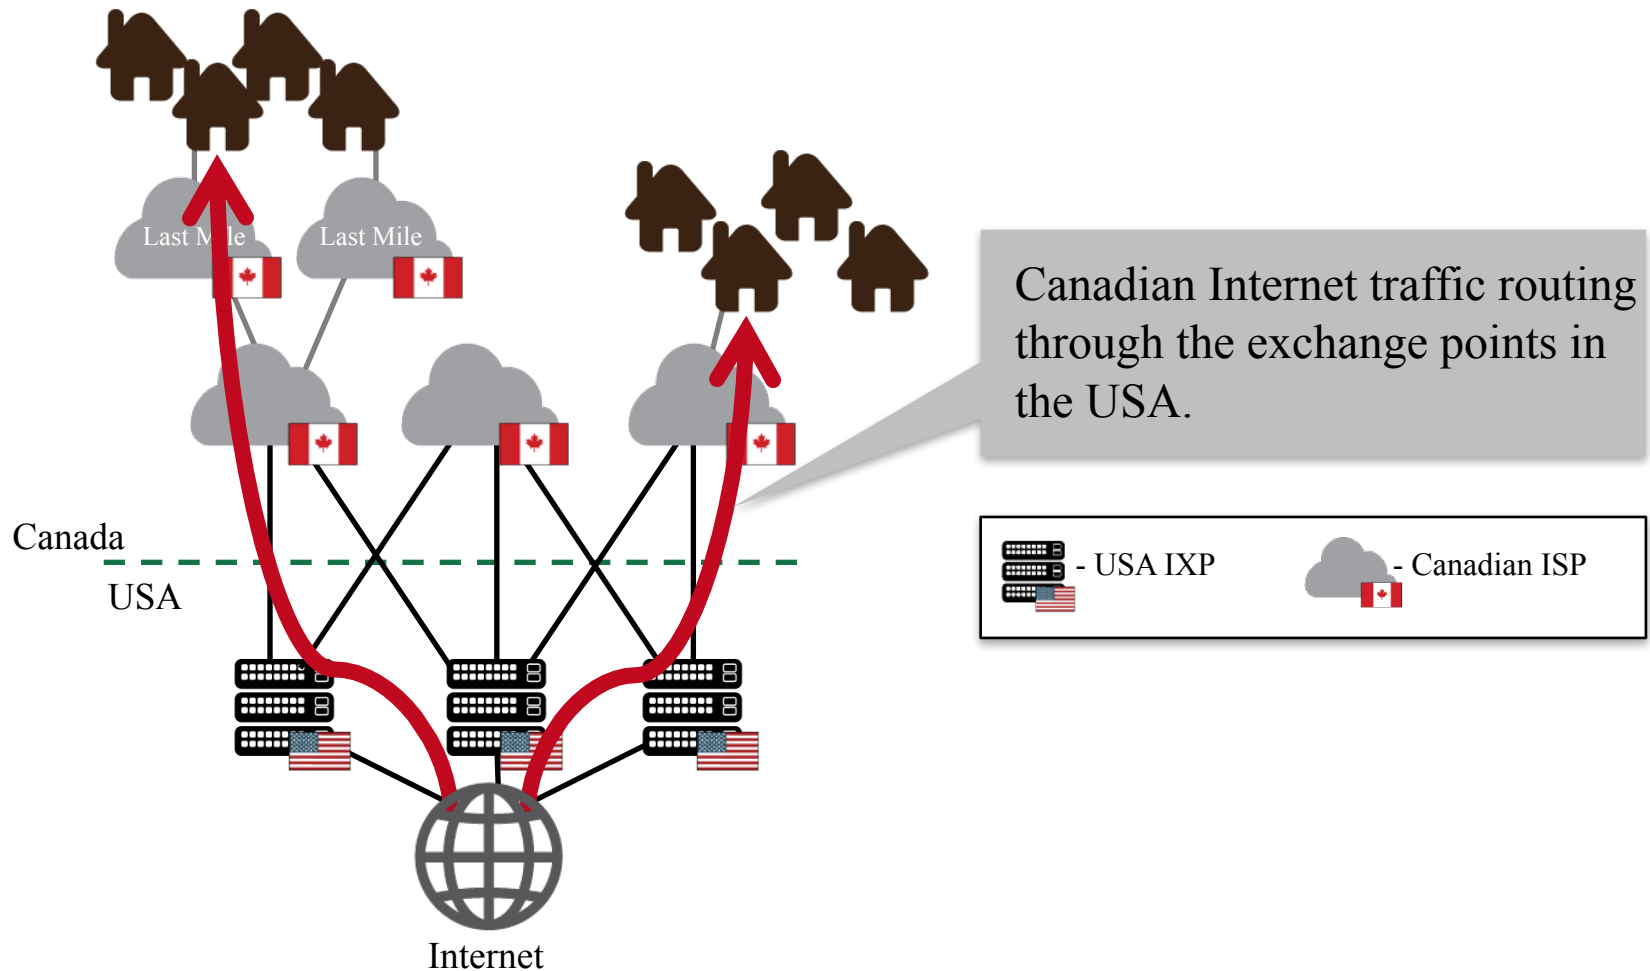 Last Mile
Last Mile
Canadian Internet traffic routing
through the exchange points in
the USA.
Canada
USA
- USA IXP
- Canadian ISP
Internet